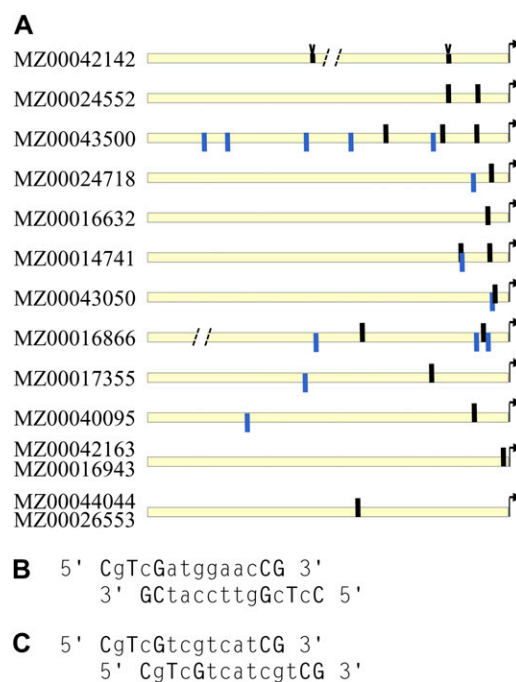 A
MZ00042142
MZ00024552
MZ00043500
MZ00024718
MZ00016632
MZ00014741
MZ00043050
MZ00016866
MZ00017355
MZ00040095
MZ00042163
MZ00016943
MZ00044044
MZ00026553
B 5' CgTcGatggaacCG 3'
3' GCtaccttgGcTcC 5'
C 5' CgTcGtcgtcatCG 3'
5' CgTcGtcatcgtCG 3'